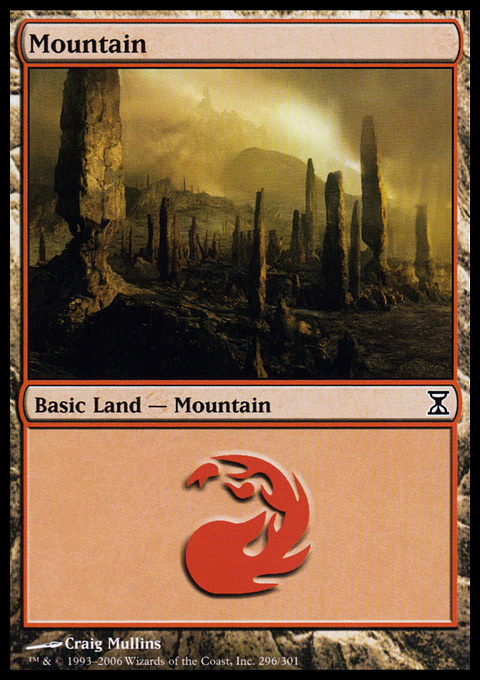 Mountain
Basic Land — Mountain
Craig Mullins
™ & © 1993–2006 Wizards of the Coast, Inc. 296/301